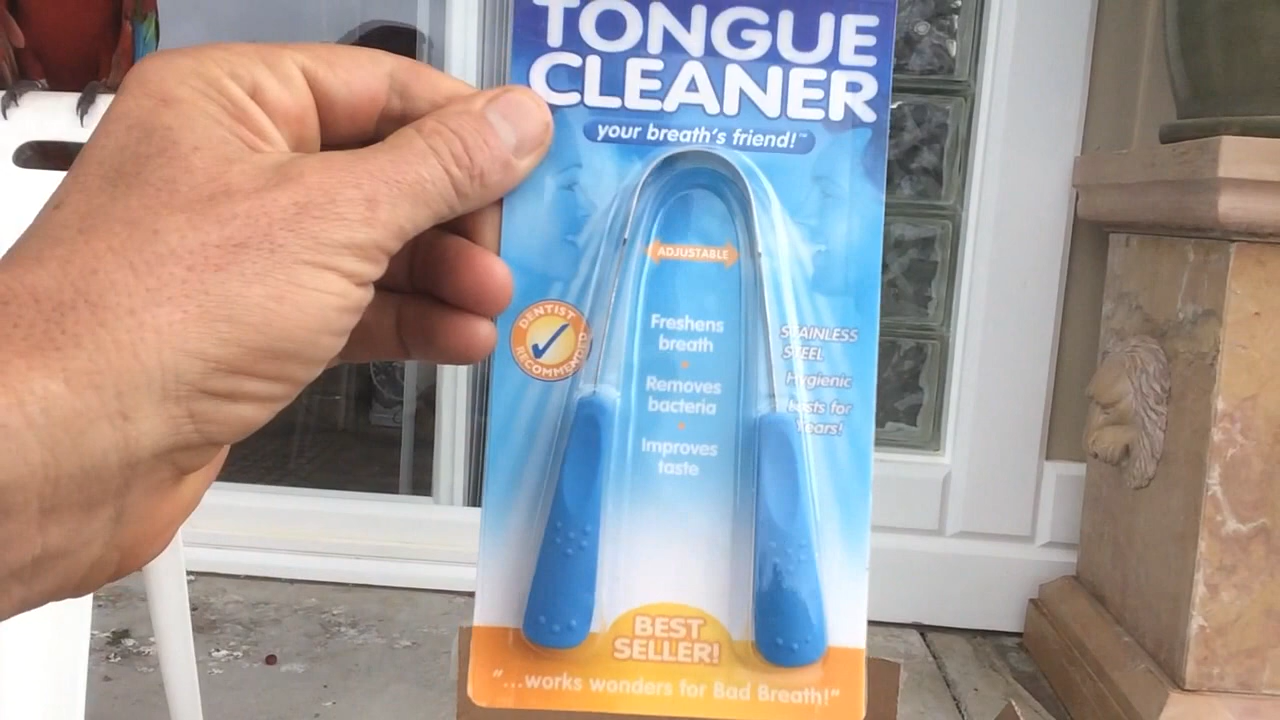 TONGUE
CLEANER
your breath's friend!™
ADJUSTABLE
DENTIST
RECOMMENDED
Freshens
breath
Removes
bacteria
Improves
taste
STAINLESS
STEEL
Hygienic
Lasts for
Years!
BEST
SELLER!
"...works wonders for Bad Breath!"